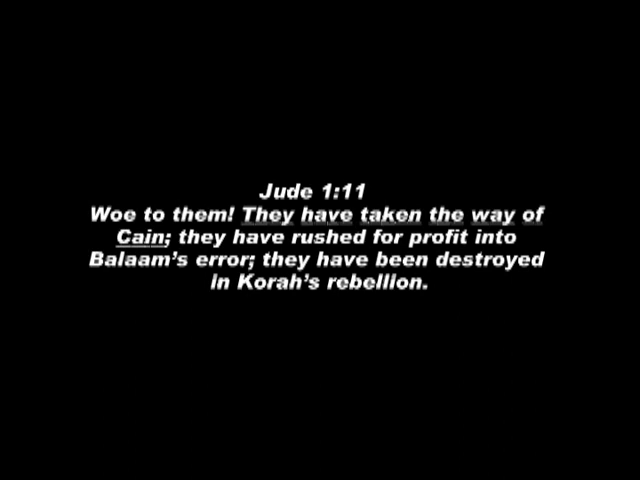 Jude 1:11
Woe to them! They have taken the way of
Cain; they have rushed for profit into
Balaam's error; they have been destroyed
in Korah's rebellion.